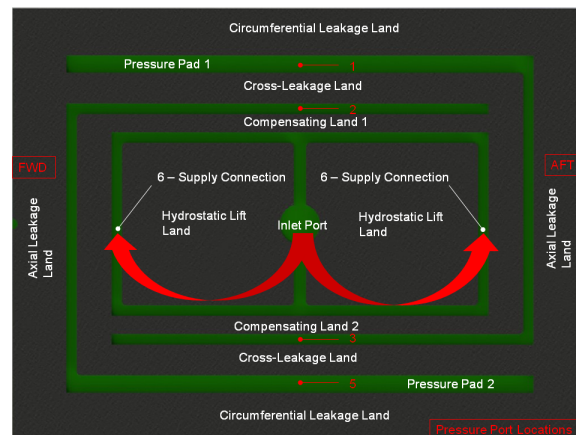 Circumferential Leakage Land
Pressure Pad 1
1
Cross-Leakage Land
2
Compensating Land 1
FWD
AFT
6 – Supply Connection
6 – Supply Connection
Hydrostatic Lift
Land
Inlet Port
Hydrostatic Lift
Land
Axial Leakage
Land
Axial Leakage
Land
Compensating Land 2
3
Cross-Leakage Land
5
Pressure Pad 2
Circumferential Leakage Land
Pressure Port Locations